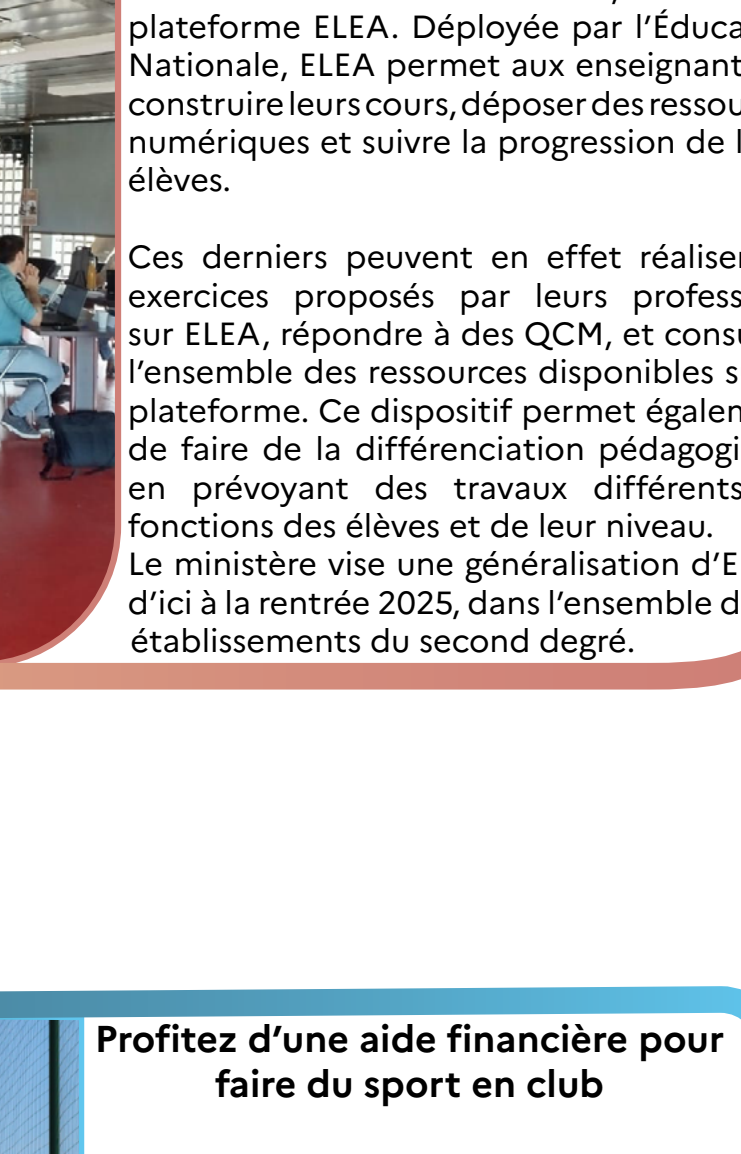 plateforme ELEA. Déployée par l'Éduca
Nationale, ELEA permet aux enseignant
construire leurs cours, déposer des ressou
numériques et suivre la progression de l
élèves.
Ces derniers peuvent en effet réaliser
exercices proposés par leurs profess
sur ELEA, répondre à des QCM, et consu
l'ensemble des ressources disponibles s
plateforme. Ce dispositif permet égalem
de faire de la différenciation pédagogi
en prévoyant des travaux différents
fonctions des élèves et de leur niveau.
Le ministère vise une généralisation d'E
d'ici à la rentrée 2025, dans l'ensemble d
établissements du second degré.
Profitez d'une aide financière pour
faire du sport en club